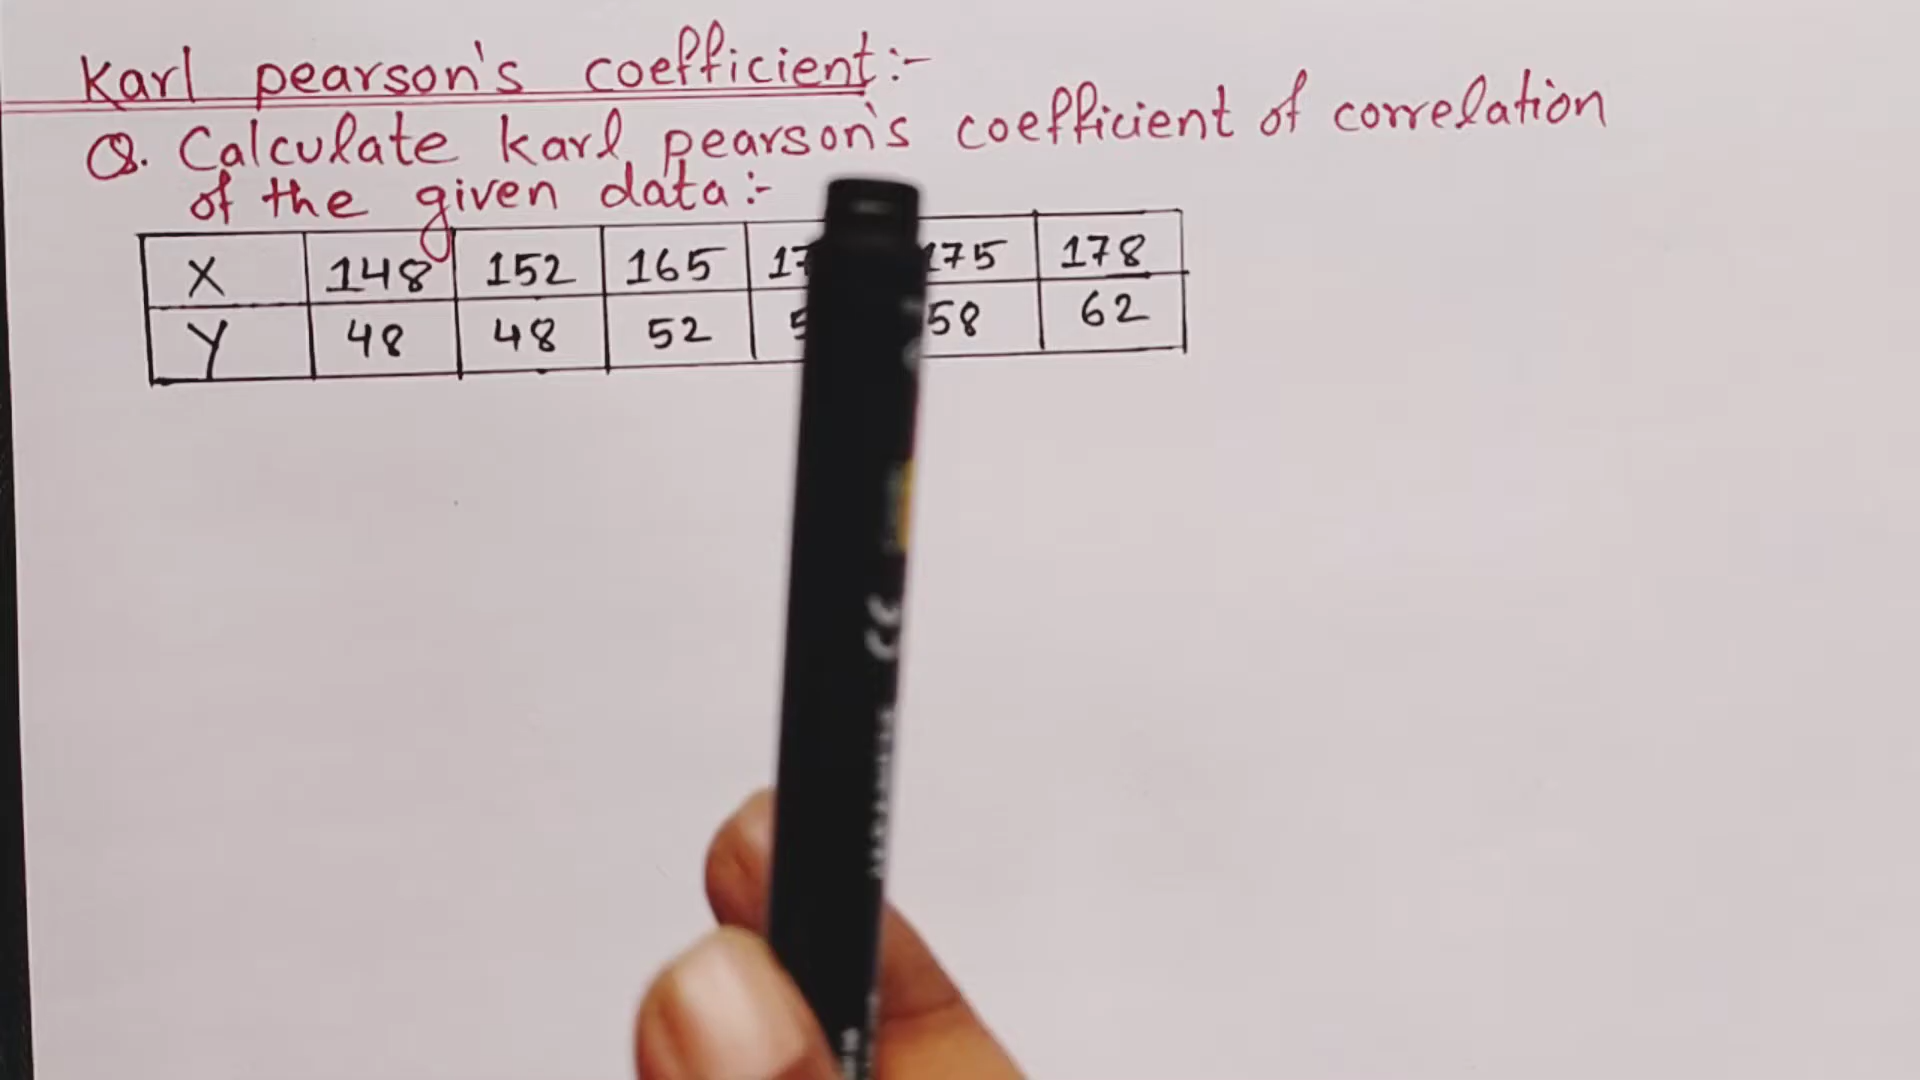 Karl pearson's coefficient:-
Q. Calculate karl pearson's coefficient of correlation
of the given data:-
X 148 152 165 175 178
Y 48 48 52 58 62
CE